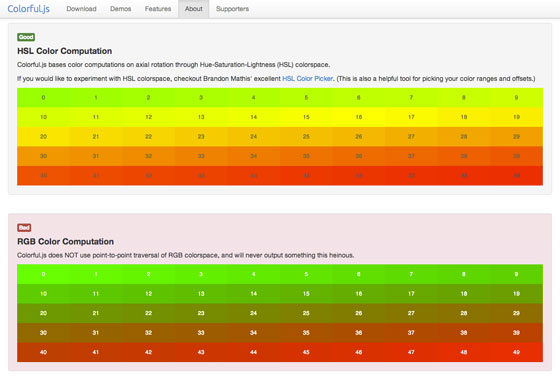 Colorful.js Download Demos Features About Supporters
Good
HSL Color Computation
Colorful.js bases color computations on axial rotation through Hue-Saturation-Lightness (HSL) colorspace.
If you would like to experiment with HSL colorspace, checkout Brandon Mathis' excellent HSL Color Picker. (This is also a helpful tool for picking your color ranges and offsets.)
0 1 2 3 4 5 6 7 8 9
10 11 12 13 14 15 16 17 18 19
20 21 22 23 24 25 26 27 28 29
30 31 32 33 34 35 36 37 38 39
40 41 42 43 44 45 46 47 48 49
Bad
RGB Color Computation
Colorful.js does NOT use point-to-point traversal of RGB colorspace, and will never output something this heinous.
0 1 2 3 4 5 6 7 8 9
10 11 12 13 14 15 16 17 18 19
20 21 22 23 24 25 26 27 28 29
30 31 32 33 34 35 36 37 38 39
40 41 42 43 44 45 46 47 48 49